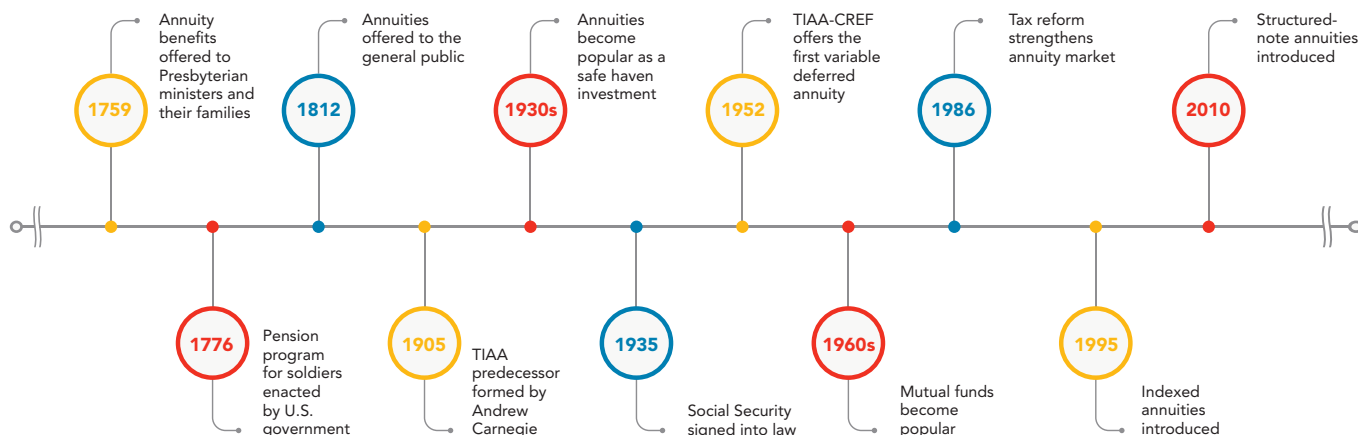 1759
Annuity
benefits
offered to
Presbyterian
ministers and
their families
1776
Pension
program
for soldiers
enacted
by U.S.
government
1812
Annuities
offered to the
general public
1905
TIAA
predecessor
formed by
Andrew
Carnegie
1930s
Annuities
become
popular as a
safe haven
investment
1935
Social Security
signed into law
1952
TIAA-CREF
offers the
first variable
deferred
annuity
1960s
Mutual funds
become
popular
1986
Tax reform
strengthens
annuity market
1995
Indexed
annuities
introduced
2010
Structured-
note annuities
introduced